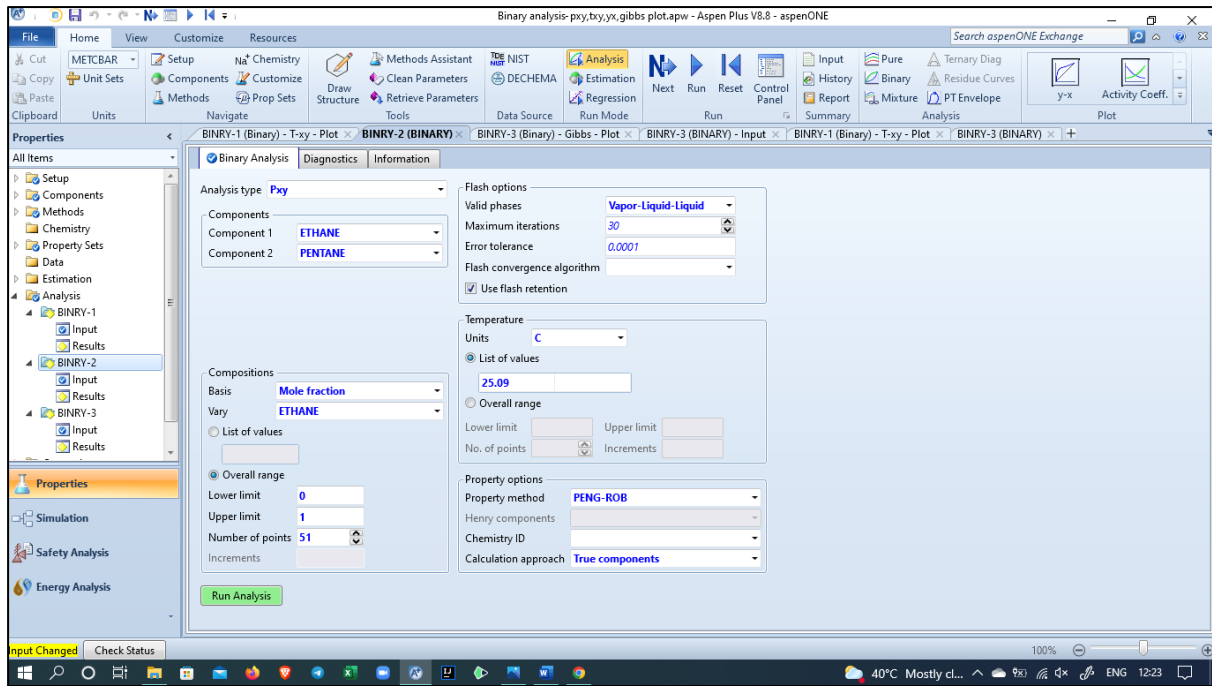 Binary analysis-pxy,txy,yx,gibbs plot.apw - Aspen Plus V8.8 - aspenONE
File Home View Customize Resources Search aspenONE Exchange
Cut METCBAR Setup Na+ Chemistry Methods Assistant TDE NIST NIST Analysis Input Pure Ternary Diag
Copy Unit Sets Components Customize Draw Structure Clean Parameters DECHEMA Estimation Next Run Reset Control Panel History Binary Residue Curves y-x Activity Coeff.
Paste Methods Prop Sets Retrieve Parameters Regression Report Mixture PT Envelope
Clipboard Units Tools Data Source Run Mode Run Summary Analysis Plot
Properties BINRY-1 (Binary) - T-xy - Plot BINRY-2 (BINARY) BINRY-3 (Binary) - Gibbs - Plot BINRY-3 (BINARY) - Input BINRY-1 (Binary) - T-xy - Plot BINRY-3 (BINARY)
All Items
Setup
Components
Methods
Chemistry
Property Sets
Data
Estimation
Analysis
BINRY-1
Input
Results
BINRY-2
Input
Results
BINRY-3
Input
Results
Properties
Simulation
Safety Analysis
Energy Analysis
Binary Analysis Diagnostics Information
Analysis type Pxy
Components
Component 1 ETHANE
Component 2 PENTANE
Compositions
Basis Mole fraction
Vary ETHANE
List of values
Overall range
Lower limit 0
Upper limit 1
Number of points 51
Increments
Run Analysis
Flash options
Valid phases Vapor-Liquid-Liquid
Maximum iterations 30
Error tolerance 0.0001
Flash convergence algorithm
Use flash retention
Temperature
Units C
List of values
25.09
Overall range
Lower limit Upper limit
No. of points Increments
Property options
Property method PENG-ROB
Henry components
Chemistry ID
Calculation approach True components
Input Changed Check Status 100%
40°C Mostly cl... ENG 12:23